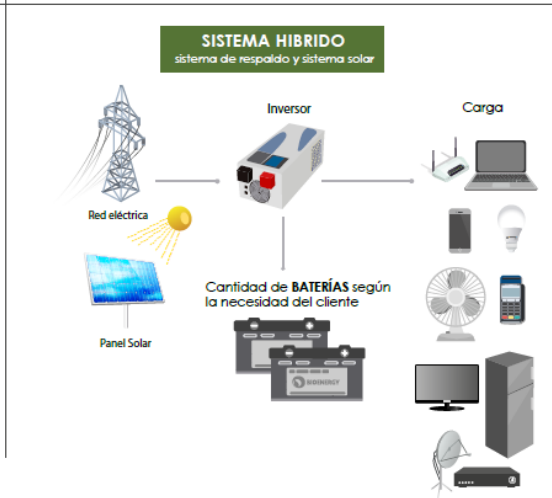 SISTEMA HIBRIDO
sistema de respaldo y sistema solar
Inversor
Carga
Red eléctrica
Panel Solar
Cantidad de BATERÍAS según
la necesidad del cliente
BIOENERGY